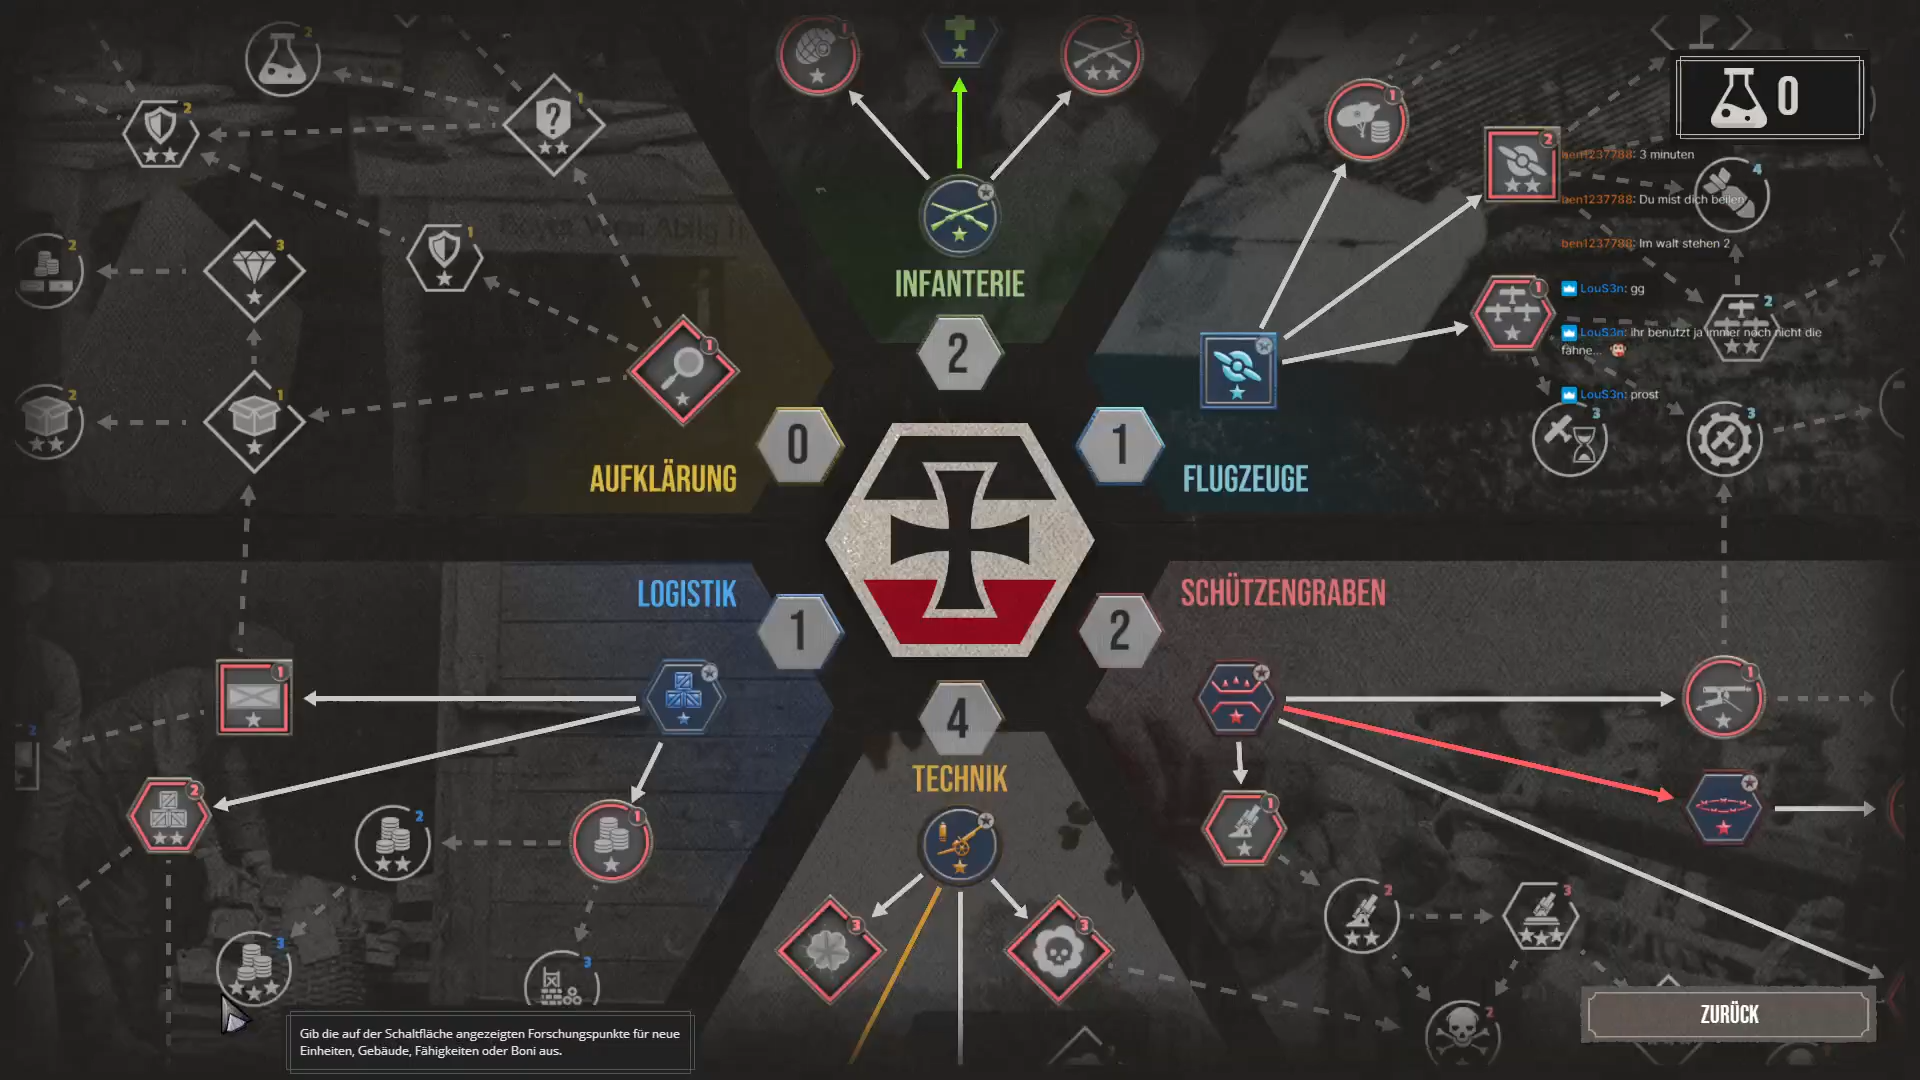 0
ben1237788: 3 minuten
ben1237788: Du mist dich beilen
ben1237788: Im walt stehen 2
LouS3n: gg
LouS3n: ihr benutzt ja immer noch nicht die
fahne...
LouS3n: prost
INFANTERIE
2
AUFKLÄRUNG
0
1
FLUGZEUGE
LOGISTIK
1
2
SCHÜTZENGRABEN
4
TECHNIK
ZURÜCK
Gib die auf der Schaltfläche angezeigten Forschungspunkte für neue
Einheiten, Gebäude, Fähigkeiten oder Boni aus.